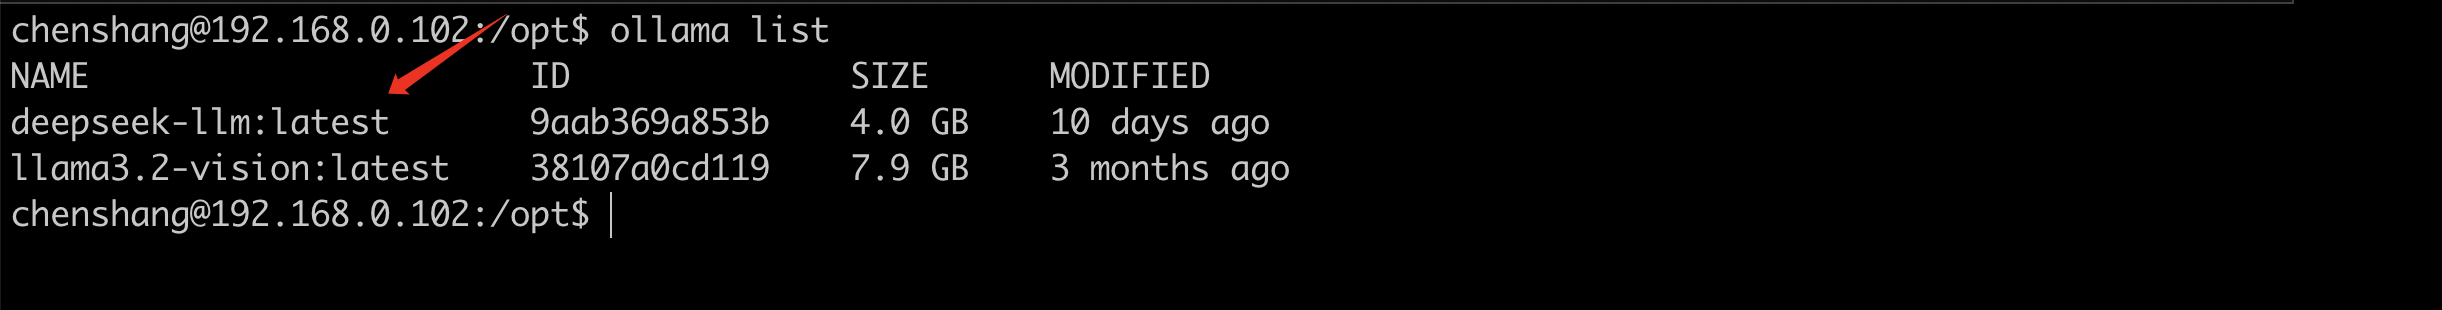 chenshang@192.168.0.102:/opt$ ollama list
NAME ID SIZE MODIFIED
deepseek-llm:latest 9aab369a853b 4.0 GB 10 days ago
llama3.2-vision:latest 38107a0cd119 7.9 GB 3 months ago
chenshang@192.168.0.102:/opt$